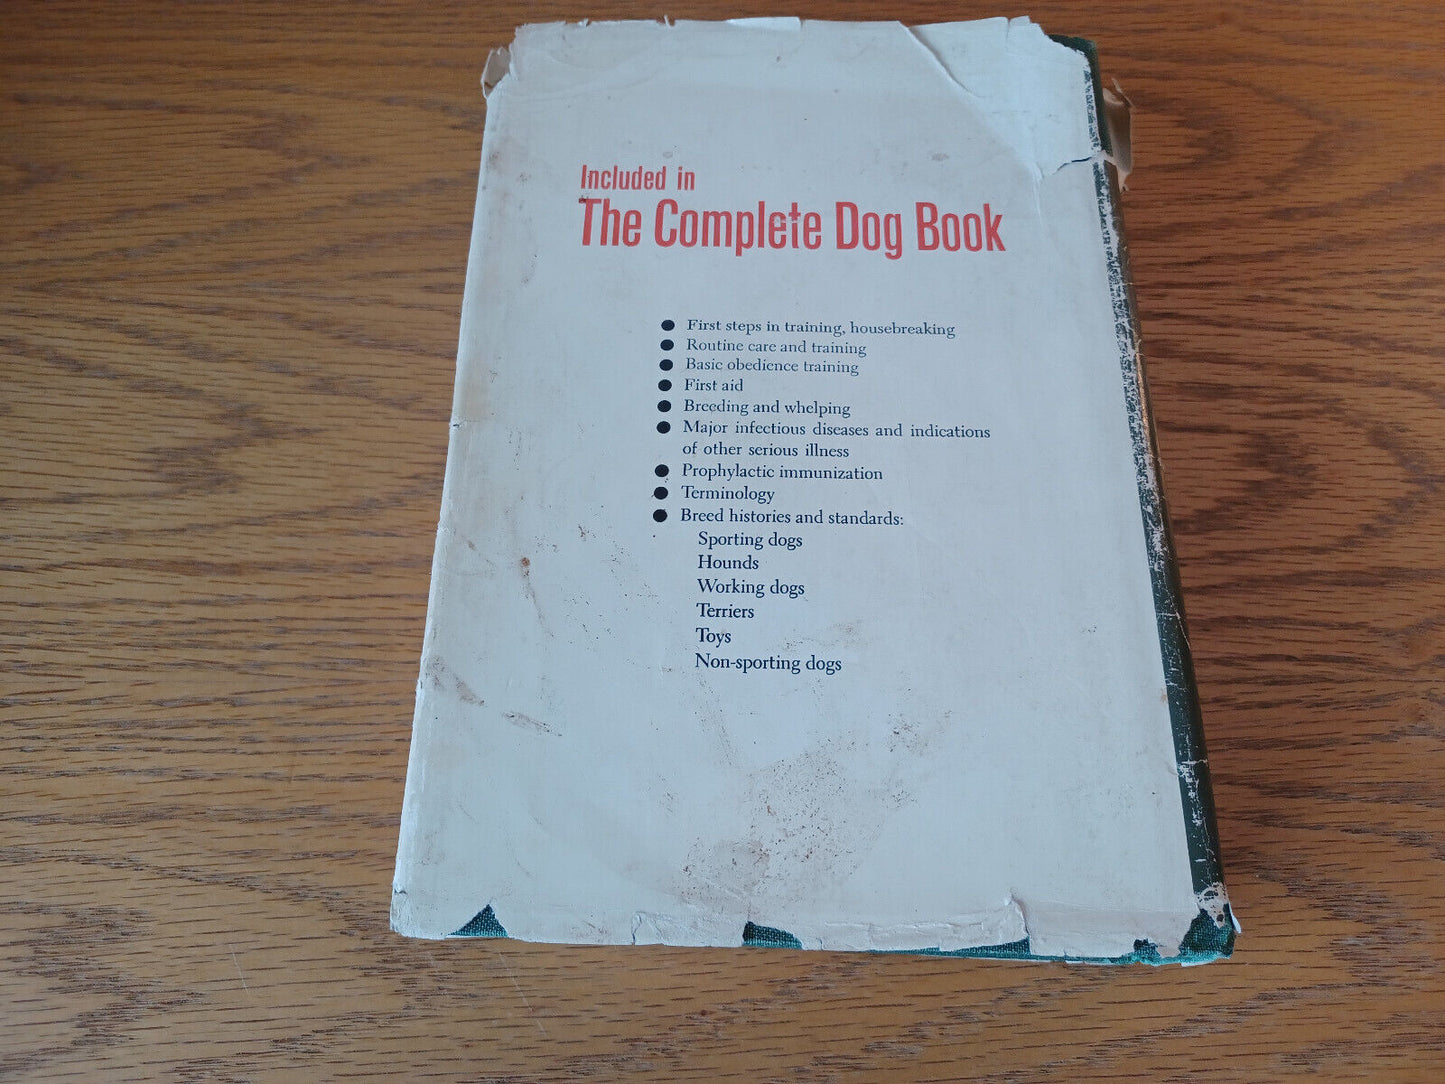 Included in
The Complete Dog Book
● First steps in training, housebreaking
● Routine care and training
● Basic obedience training
● First aid
● Breeding and whelping
● Major infectious diseases and indications
of other serious illness
● Prophylactic immunization
● Terminology
● Breed histories and standards:
Sporting dogs
Hounds
Working dogs
Terriers
Toys
Non-sporting dogs